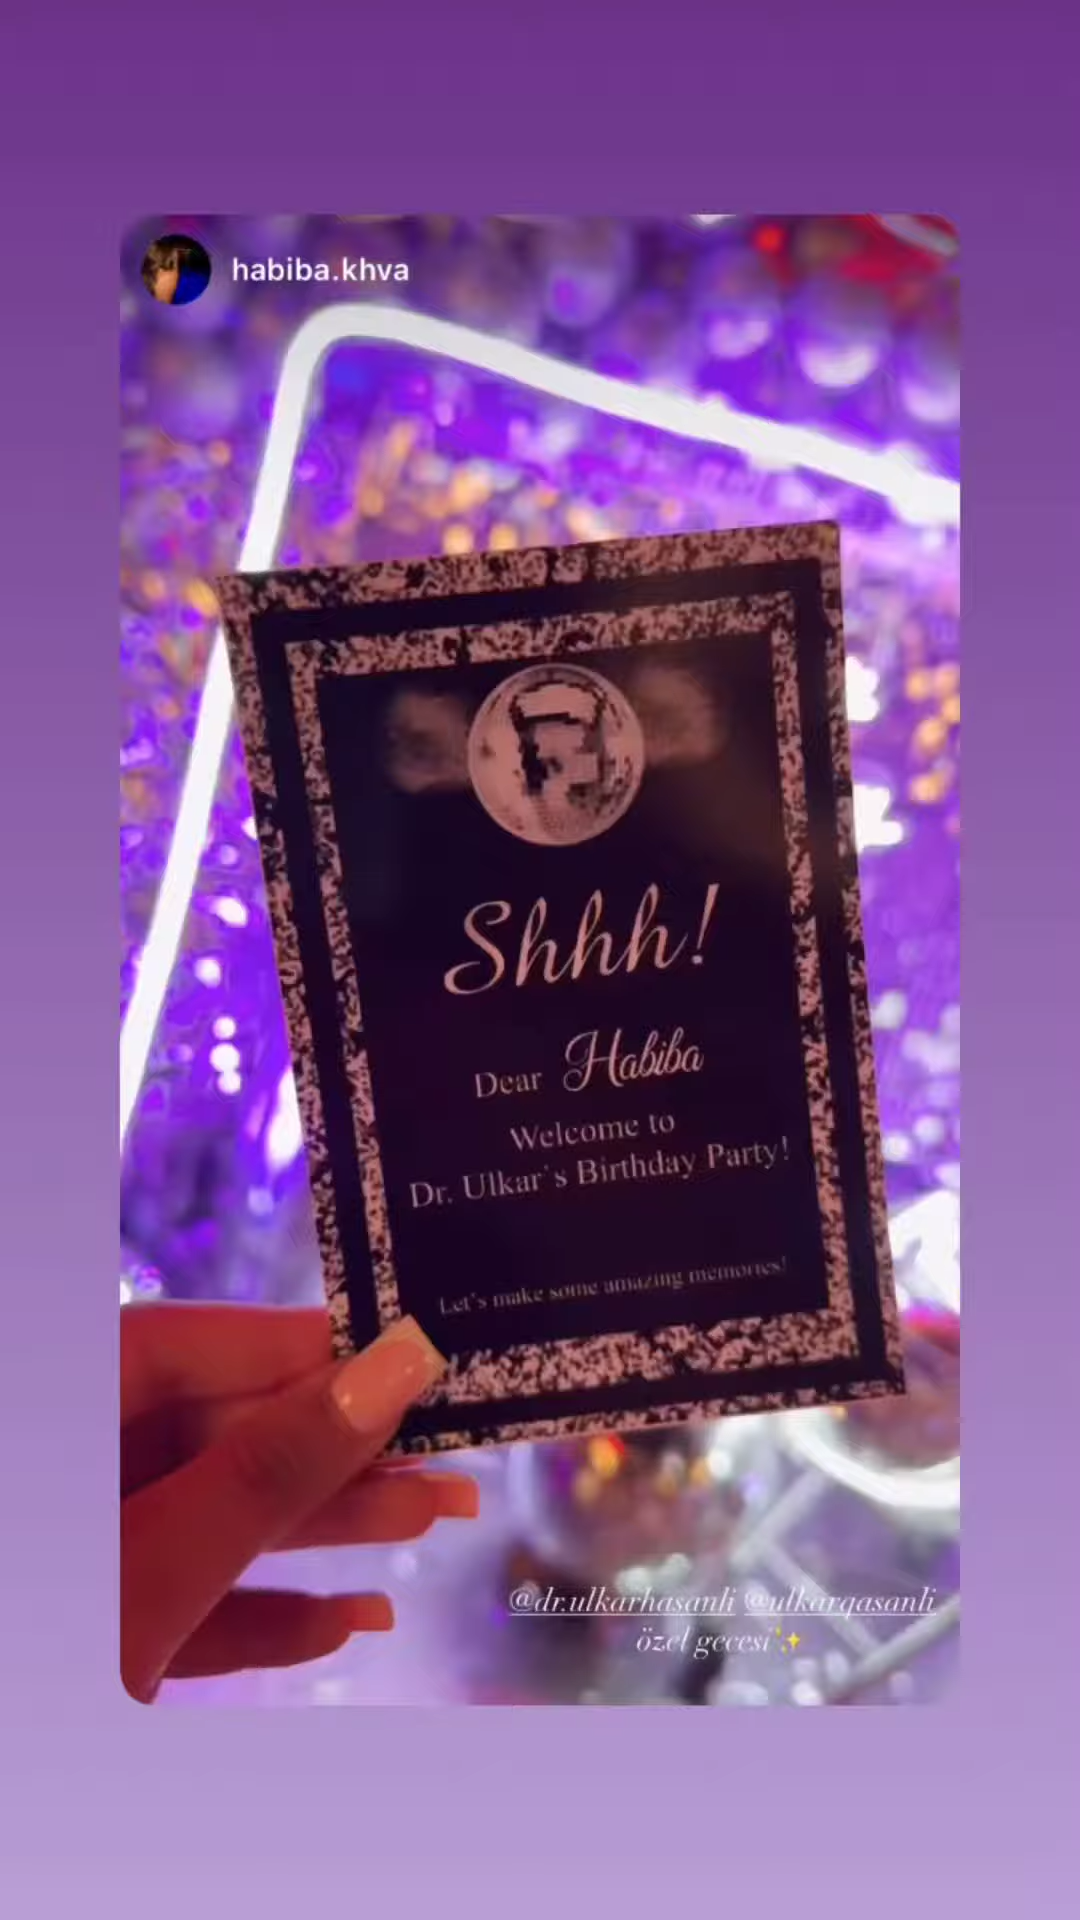 habiba.khva
Shhh!
Dear Habiba
Welcome to
Dr. Ulkar's Birthday Party!
Let's make some amazing memories!
@dr.ulkarhasanli @ulkarqasanli
özel gecesi✨